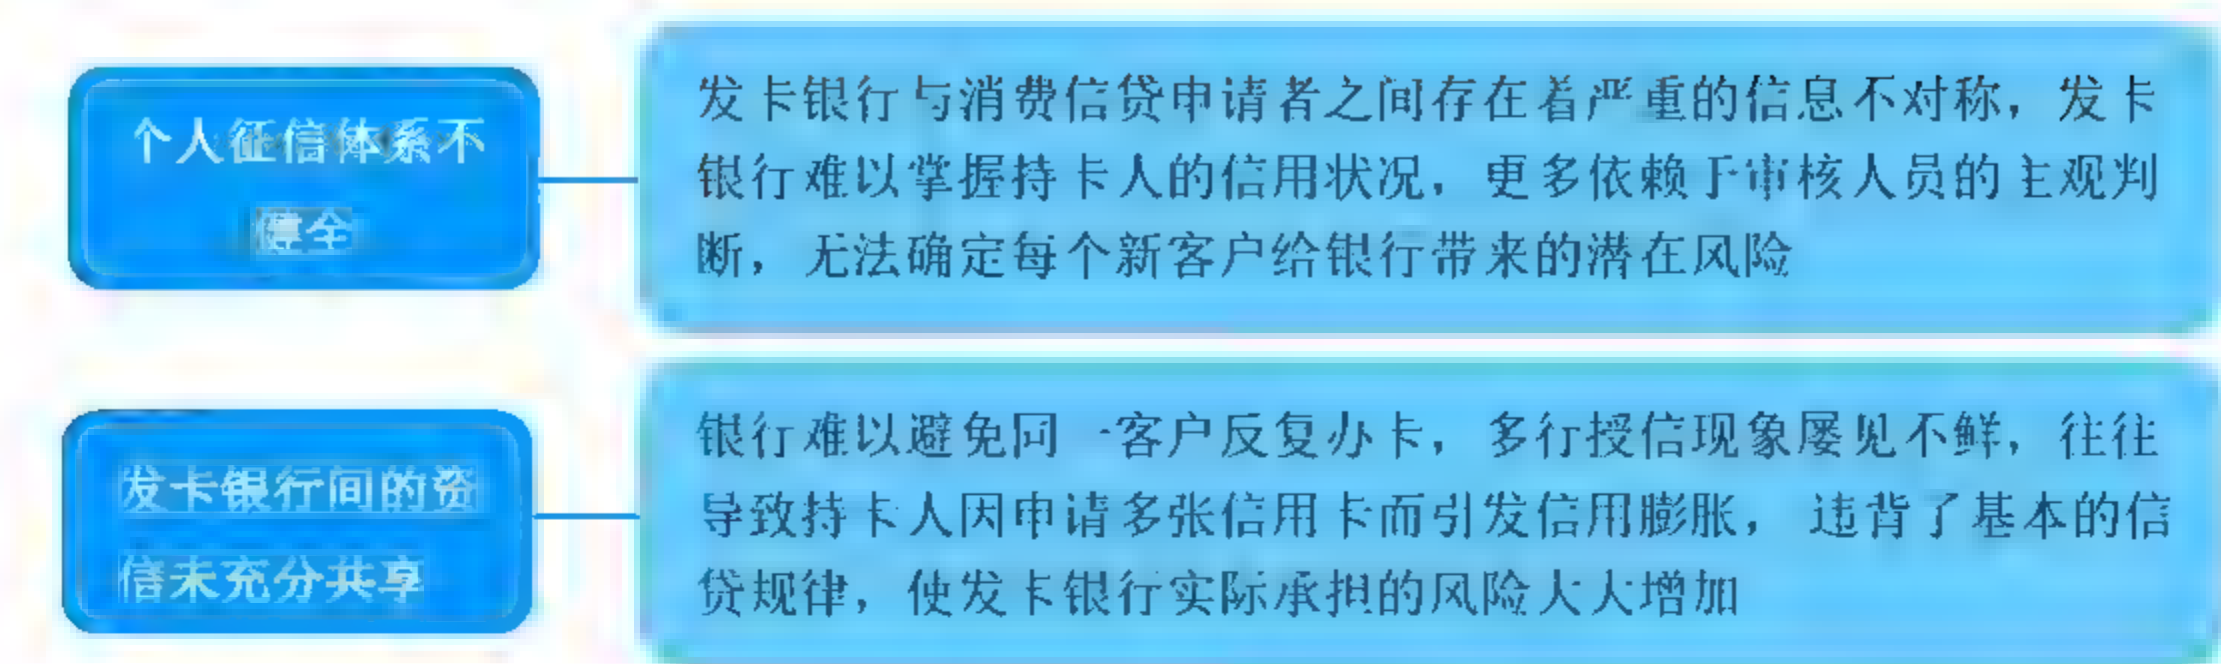 个人征信体系不
健全
发卡银行与消费信贷申请者之间存在着严重的信息不对称，发卡
银行难以掌握持卡人的信用状况，更多依赖于审核人员的主观判
断，无法确定每个新客户给银行带来的潜在风险
发卡银行间的资
信未充分共享
银行难以避免同一客户反复办卡，多行授信现象屡见不鲜，往往
导致持卡人因申请多张信用卡而引发信用膨胀，违背了基本的信
贷规律，使发卡银行实际承担的风险大大增加